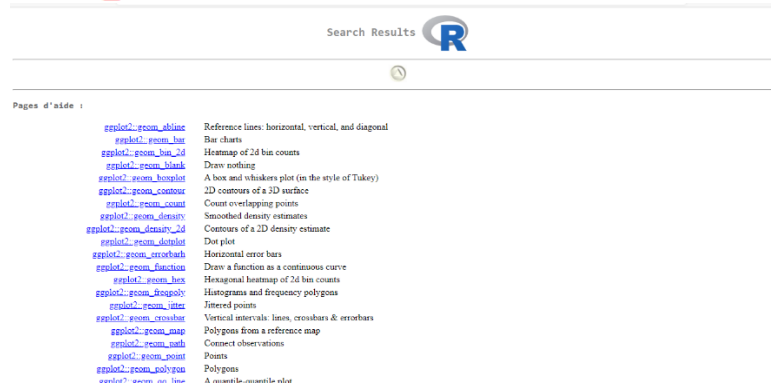 Search Results R
Pages d'aide :
ggplot2::geom_abline Reference lines: horizontal, vertical, and diagonal
ggplot2::geom_bar Bar charts
ggplot2::geom_bin_2d Heatmap of 2d bin counts
ggplot2::geom_blank Draw nothing
ggplot2::geom_boxplot A box and whiskers plot (in the style of Tukey)
ggplot2::geom_contour 2D contours of a 3D surface
ggplot2::geom_count Count overlapping points
ggplot2::geom_density Smoothed density estimates
ggplot2::geom_density_2d Contours of a 2D density estimate
ggplot2::geom_dotplot Dot plot
ggplot2::geom_errorbarh Horizontal error bars
ggplot2::geom_function Draw a function as a continuous curve
ggplot2::geom_hex Hexagonal heatmap of 2d bin counts
ggplot2::geom_freqpoly Histograms and frequency polygons
ggplot2::geom_jitter Jittered points
ggplot2::geom_crossbar Vertical intervals: lines, crossbars & errorbars
ggplot2::geom_map Polygons from a reference map
ggplot2::geom_path Connect observations
ggplot2::geom_point Points
ggplot2::geom_polygon Polygons
ggplot2::geom_qq_line A quantile-quantile plot